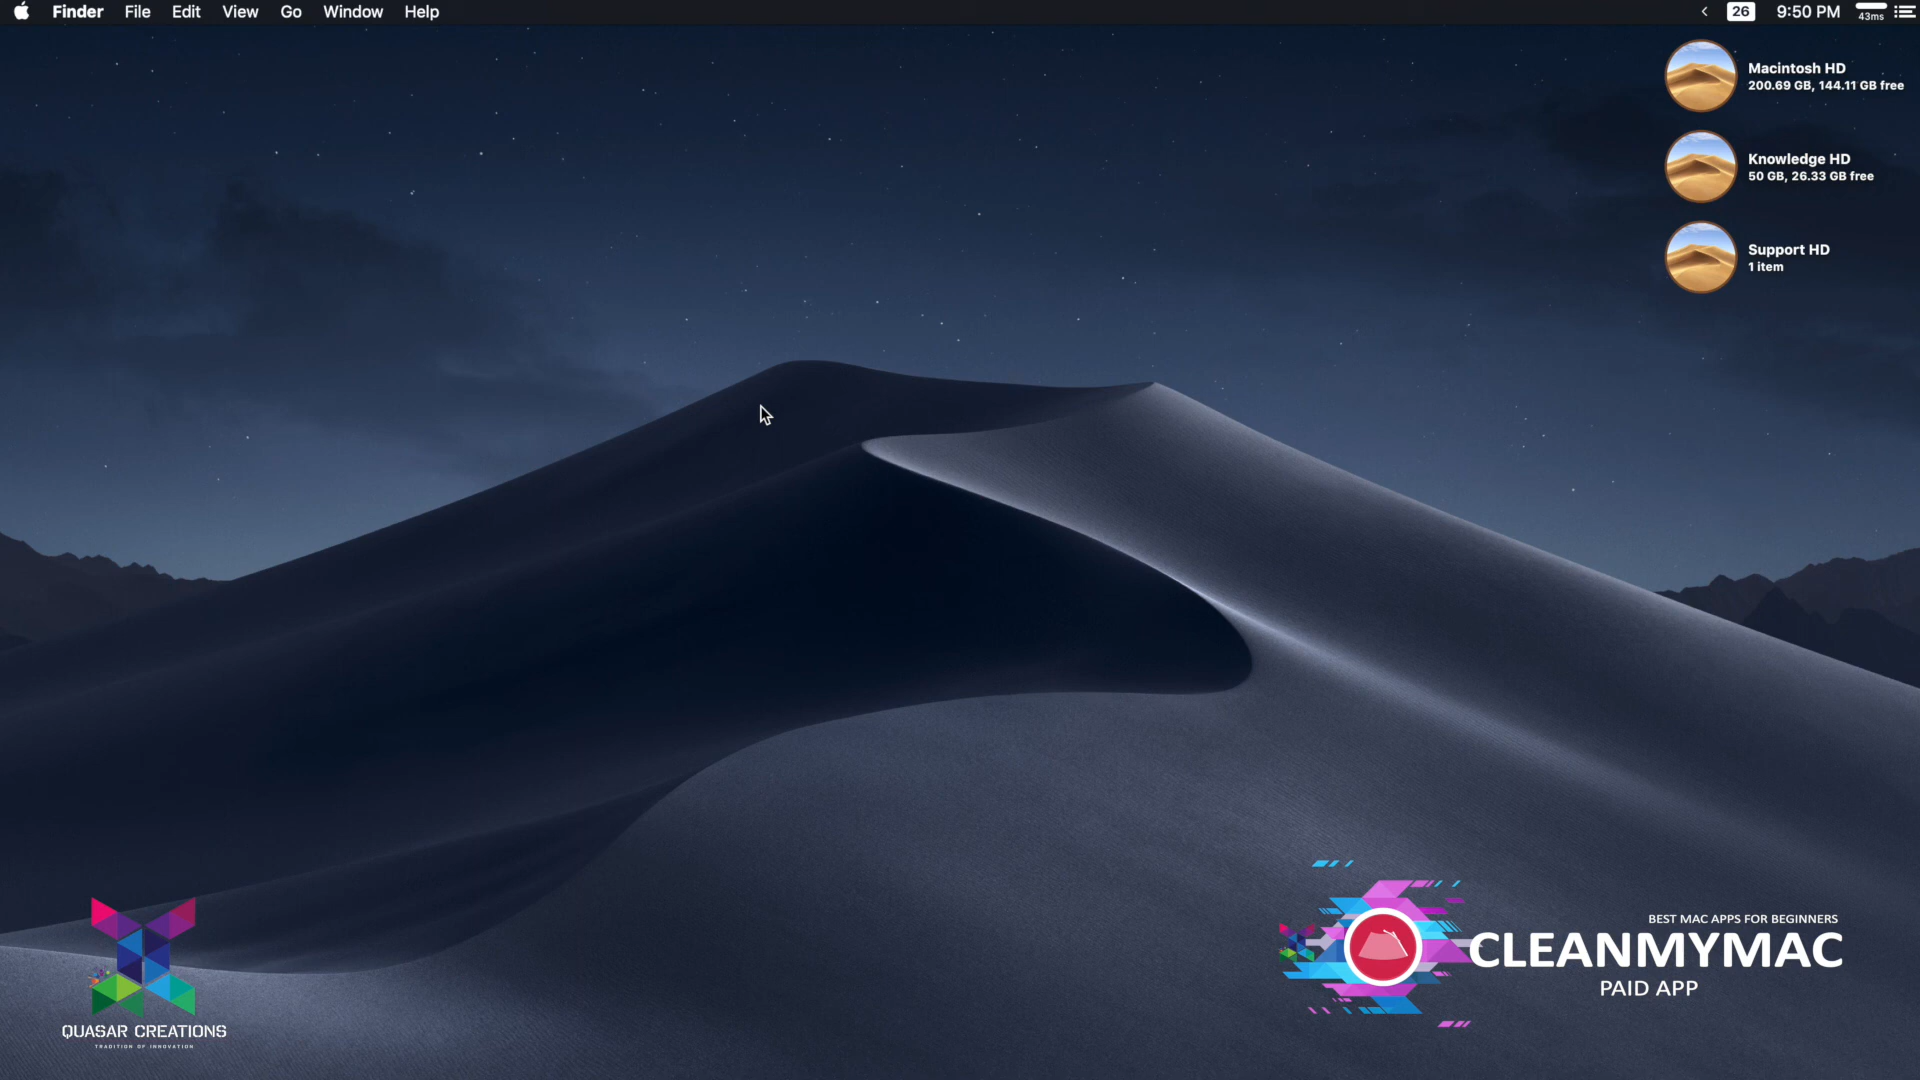 Finder File Edit View Go Window Help
26 9:50 PM 43ms
Macintosh HD
200.69 GB, 144.11 GB free
Knowledge HD
50 GB, 26.33 GB free
Support HD
1 item
BEST MAC APPS FOR BEGINNERS
CLEANMYMAC
PAID APP
QUASAR CREATIONS
TRADITION OF INNOVATION